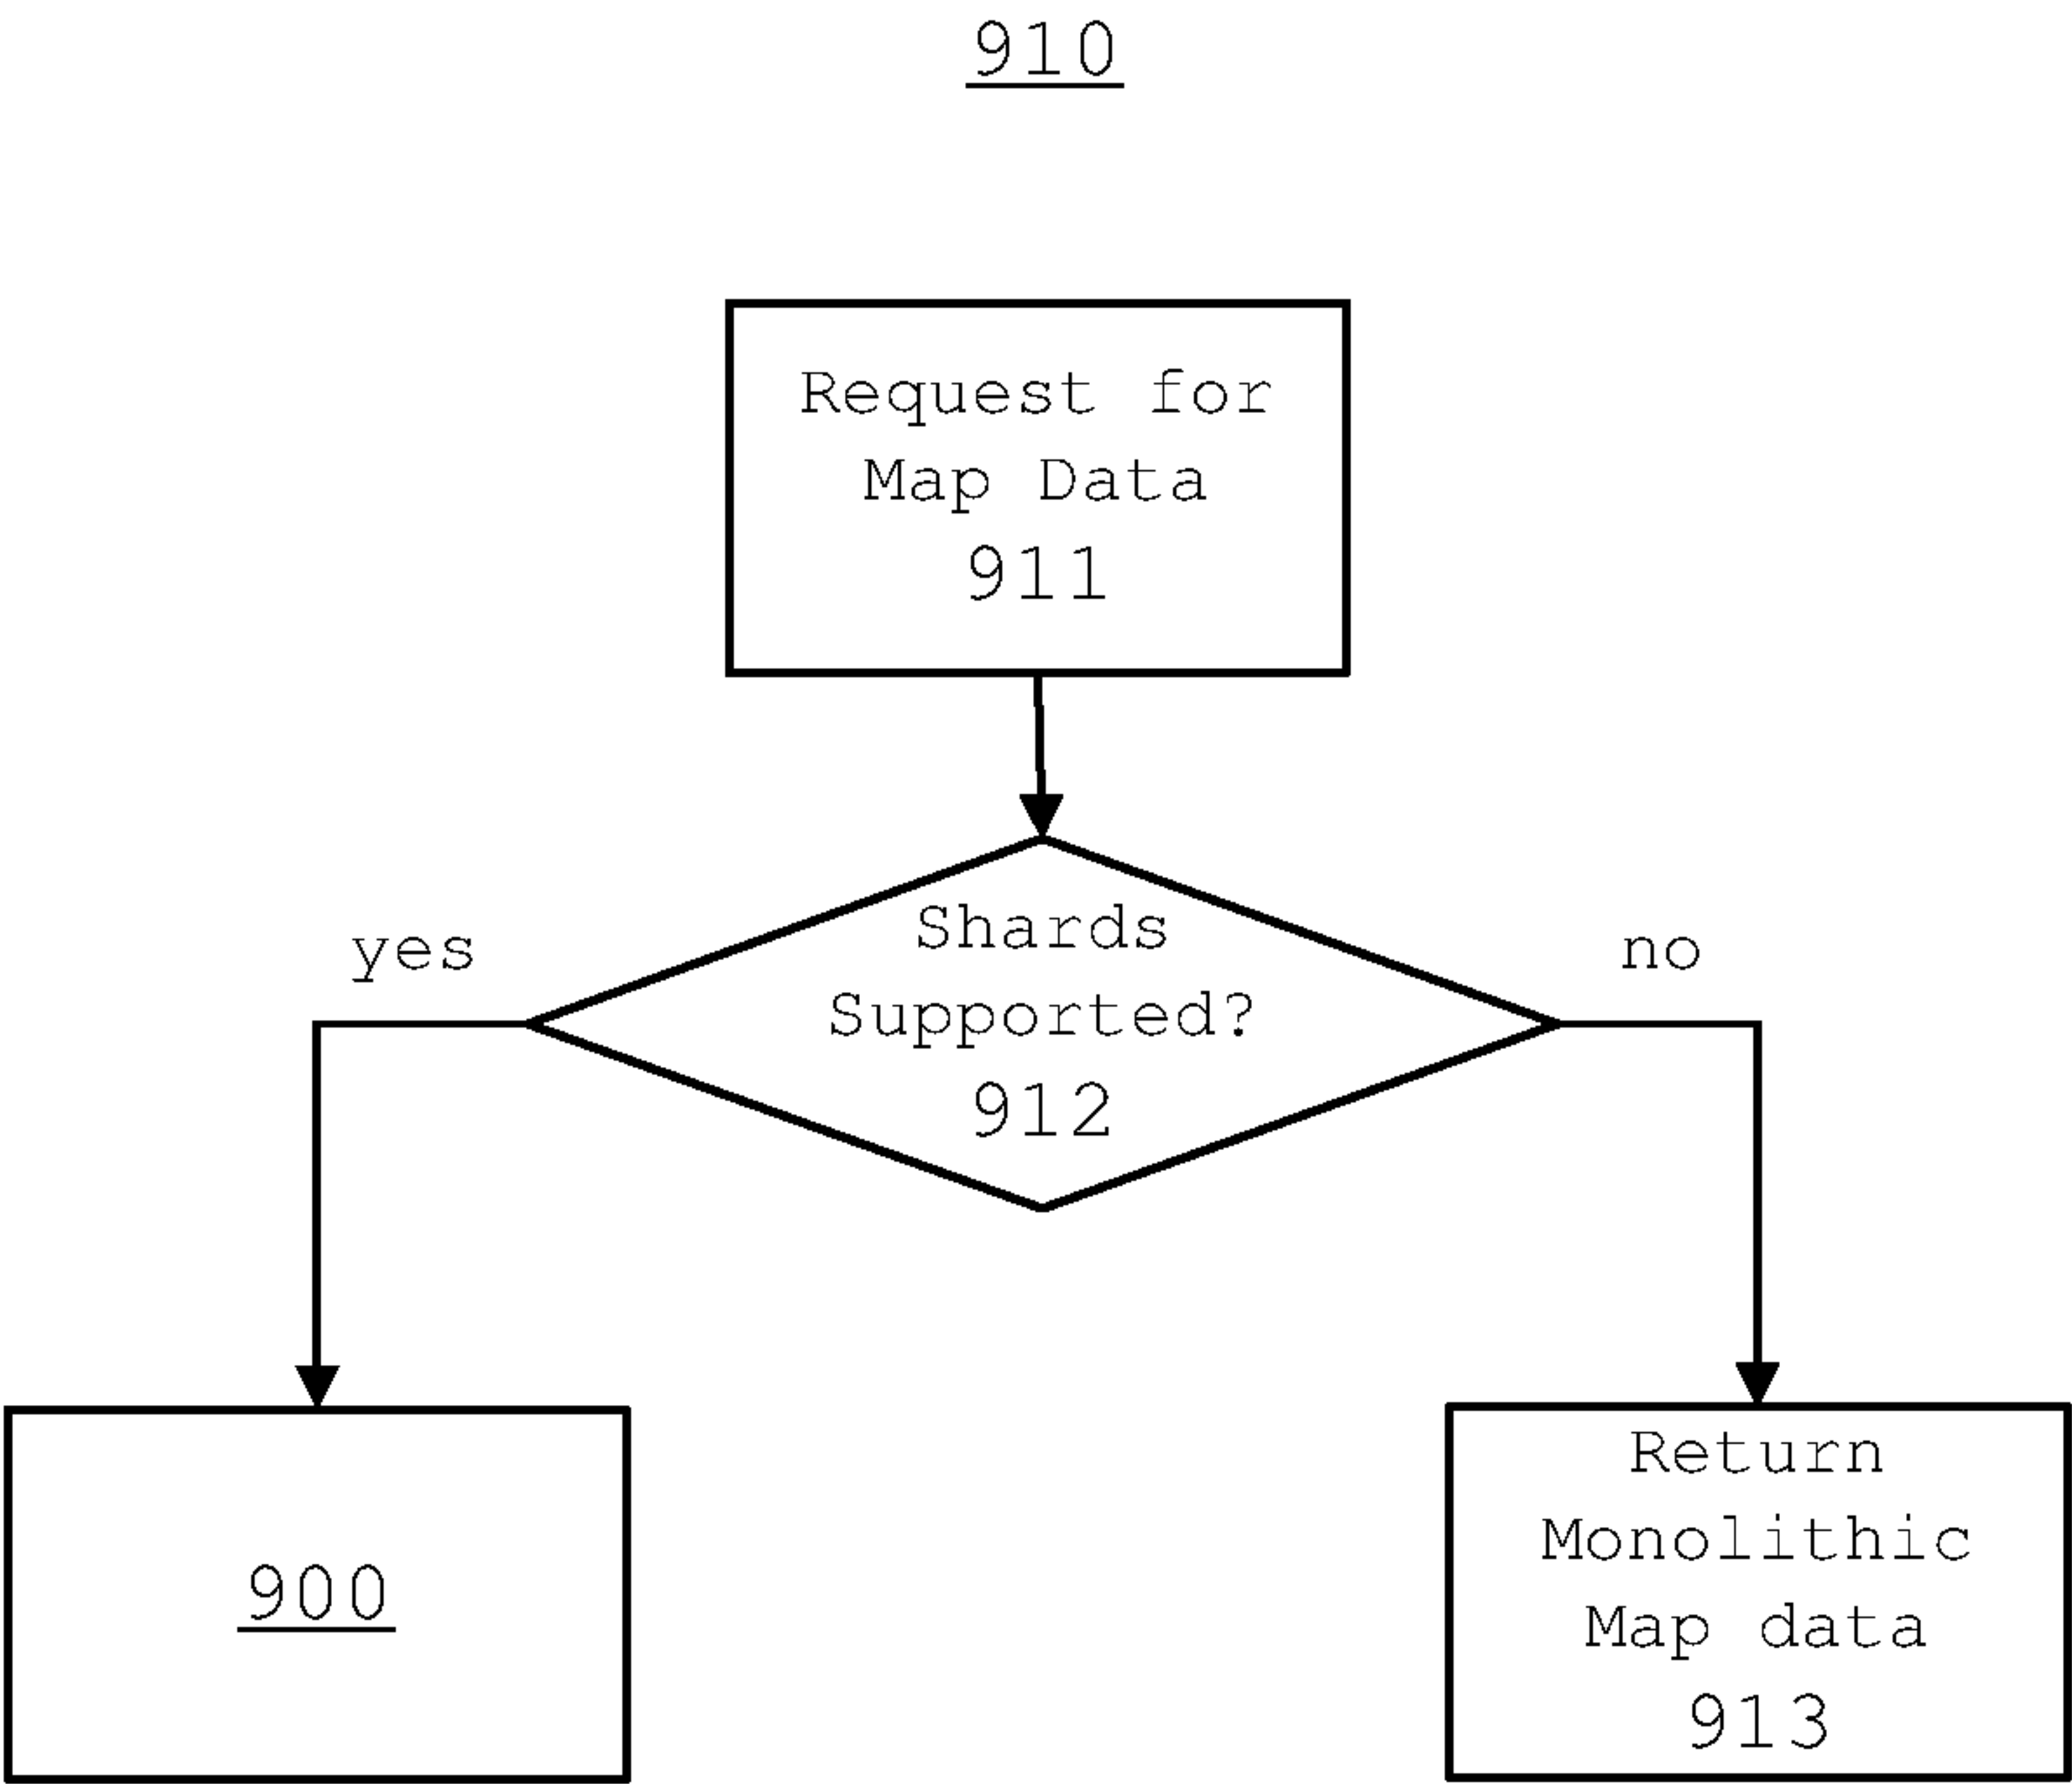 910
Request for
Map Data
911
Shards
Supported?
912
yes
no
900
Return
Monolithic
Map data
913